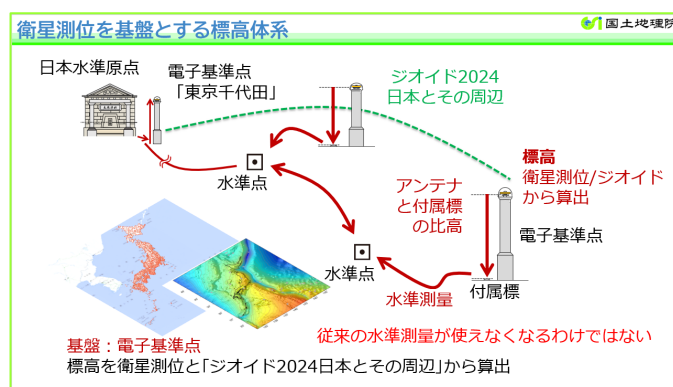 衛星測位を基盤とする標高体系
国土地理院
日本水準原点
電子基準点
「東京千代田」
ジオイド2024
日本とその周辺
水準点
標高
衛星測位/ジオイド
から算出
アンテナ
と付属標
の比高
電子基準点
水準点
付属標
水準測量
従来の水準測量が使えなくなるわけではない
基盤：電子基準点
標高を衛星測位と「ジオイド2024日本とその周辺」から算出